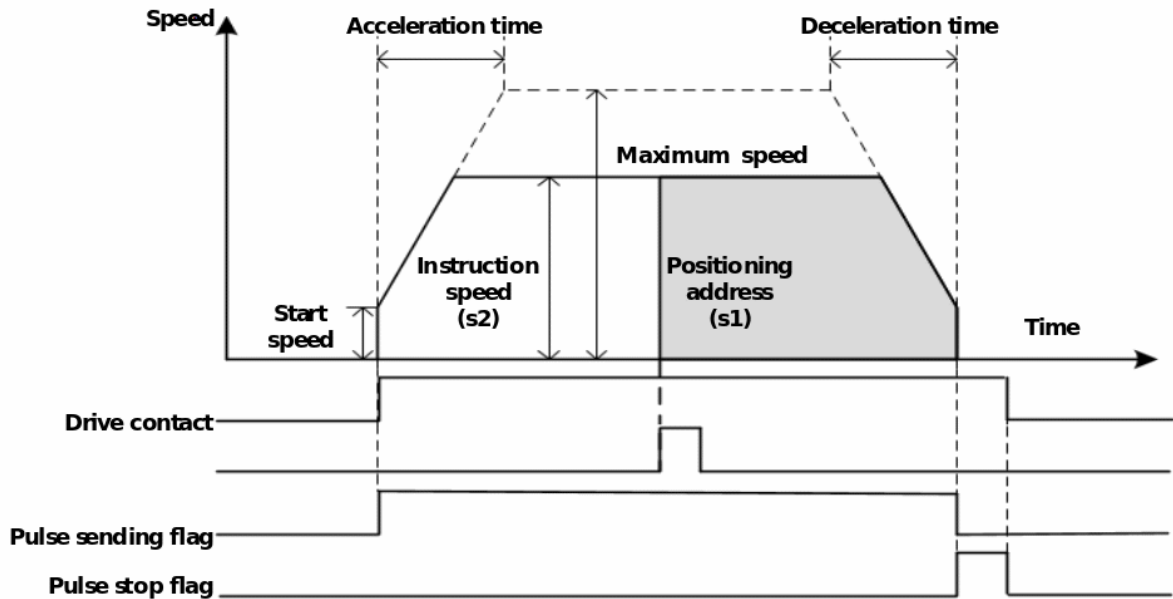 Speed
Acceleration time
Deceleration time
Maximum speed
Instruction
speed
(s2)
Positioning
address
(s1)
Start
speed
Time
Drive contact
Pulse sending flag
Pulse stop flag